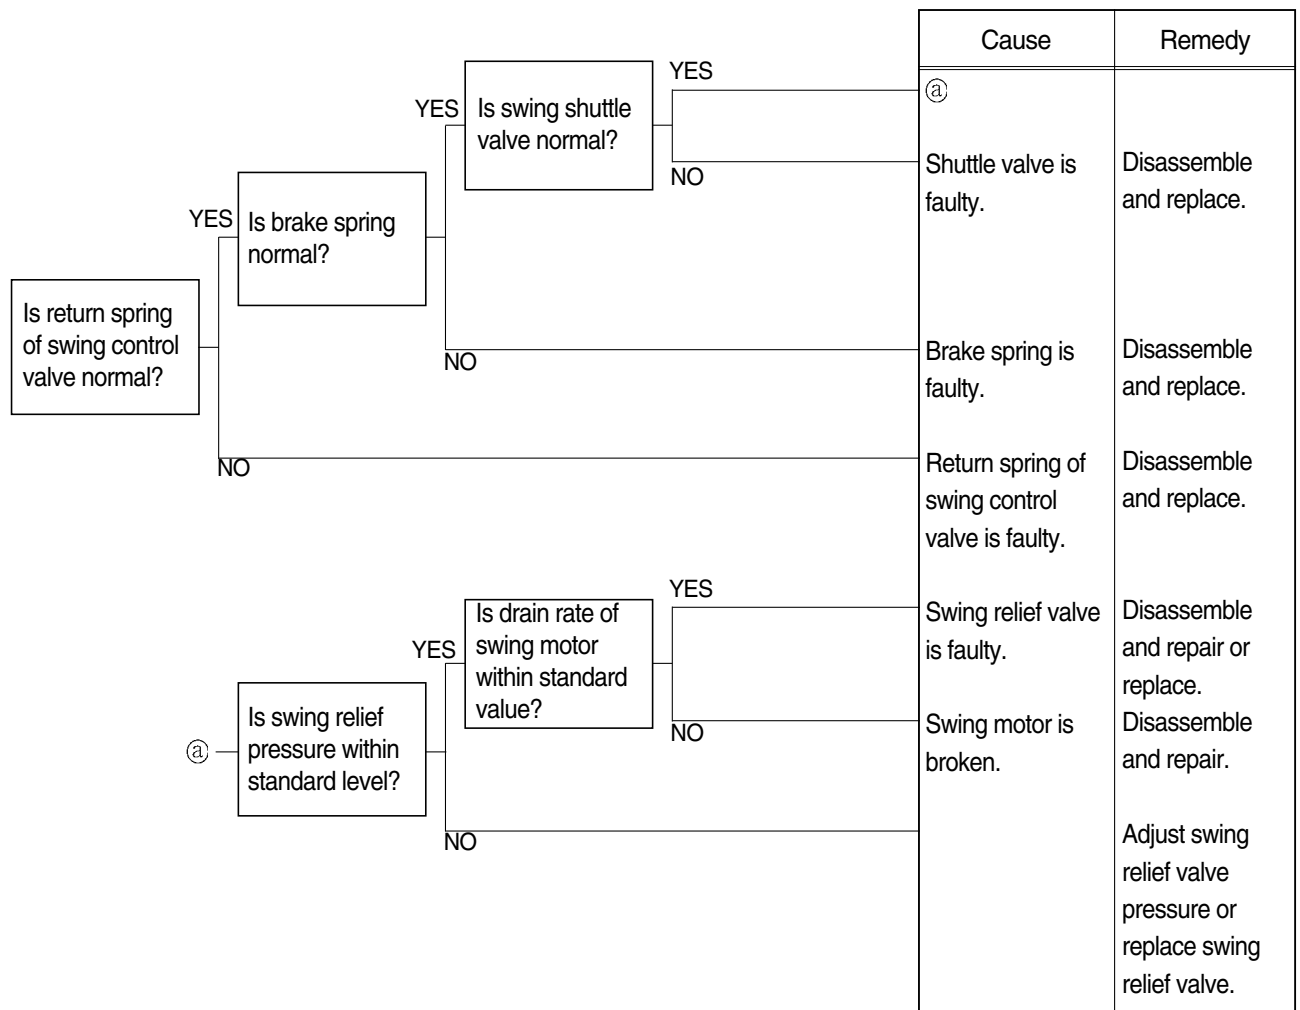 Cause
Remedy
YES
ⓐ
YES
Is swing shuttle
valve normal?
NO
Shuttle valve is
faulty.
Disassemble
and replace.
YES
Is brake spring
normal?
Is return spring
of swing control
valve normal?
NO
Brake spring is
faulty.
Disassemble
and replace.
NO
Return spring of
swing control
valve is faulty.
Disassemble
and replace.
YES
Is drain rate of
swing motor
within standard
value?
YES
Swing relief valve
is faulty.
Disassemble
and repair or
replace.
NO
Swing motor is
broken.
Disassemble
and repair.
ⓐ
Is swing relief
pressure within
standard level?
NO
Adjust swing
relief valve
pressure or
replace swing
relief valve.